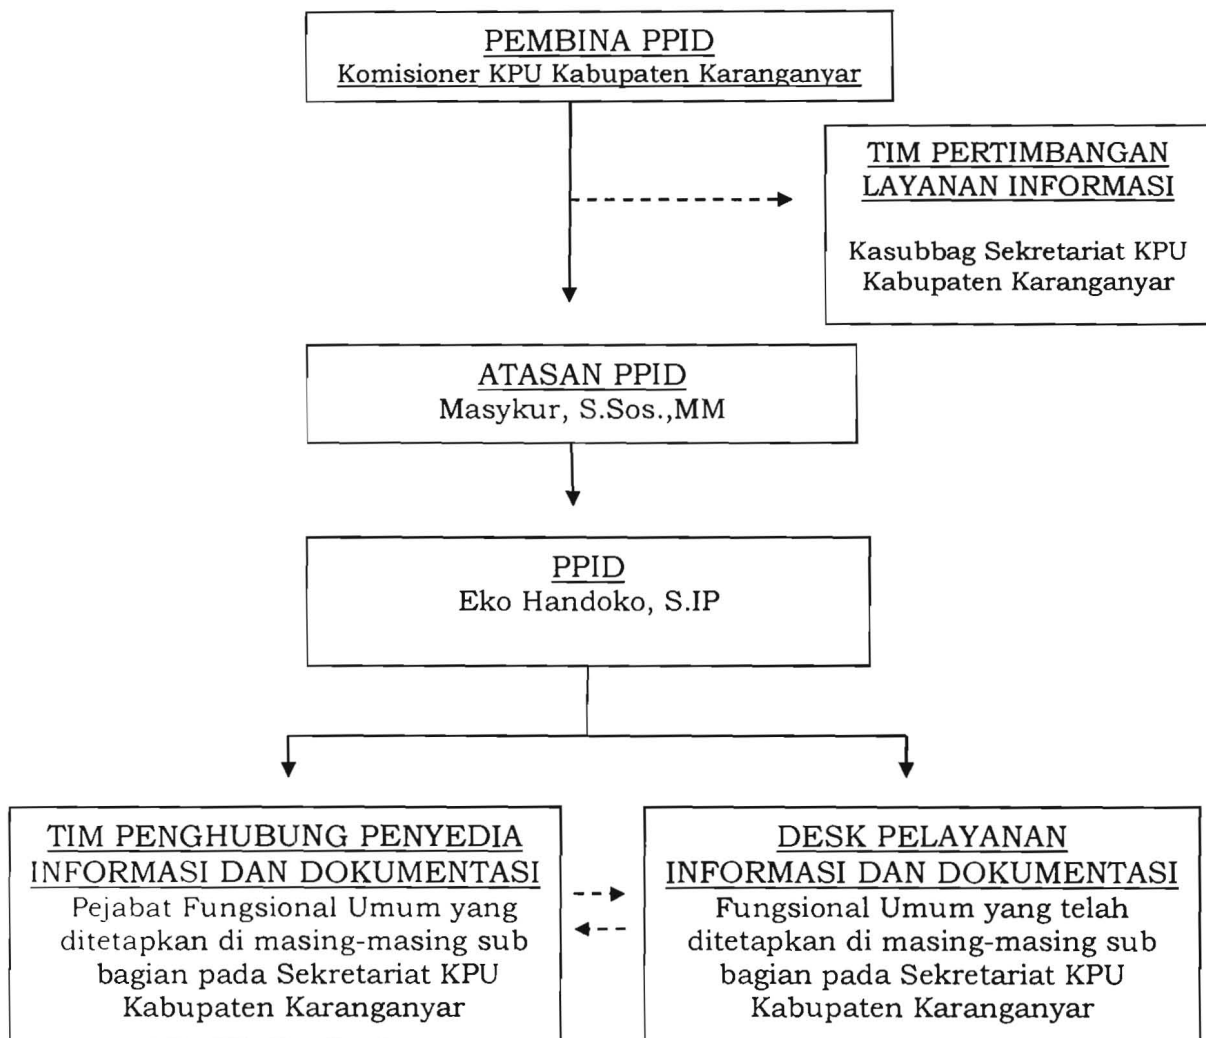 PEMBINA PPID
Komisioner KPU Kabupaten Karanganyar
TIM PERTIMBANGAN
LAYANAN INFORMASI
Kasubbag Sekretariat KPU
Kabupaten Karanganyar
ATASAN PPID
Masykur, S.Sos.,MM
PPID
Eko Handoko, S.IP
TIM PENGHUBUNG PENYEDIA
INFORMASI DAN DOKUMENTASI
Pejabat Fungsional Umum yang
ditetapkan di masing-masing sub
bagian pada Sekretariat KPU
Kabupaten Karanganyar
DESK PELAYANAN
INFORMASI DAN DOKUMENTASI
Fungsional Umum yang telah
ditetapkan di masing-masing sub
bagian pada Sekretariat KPU
Kabupaten Karanganyar